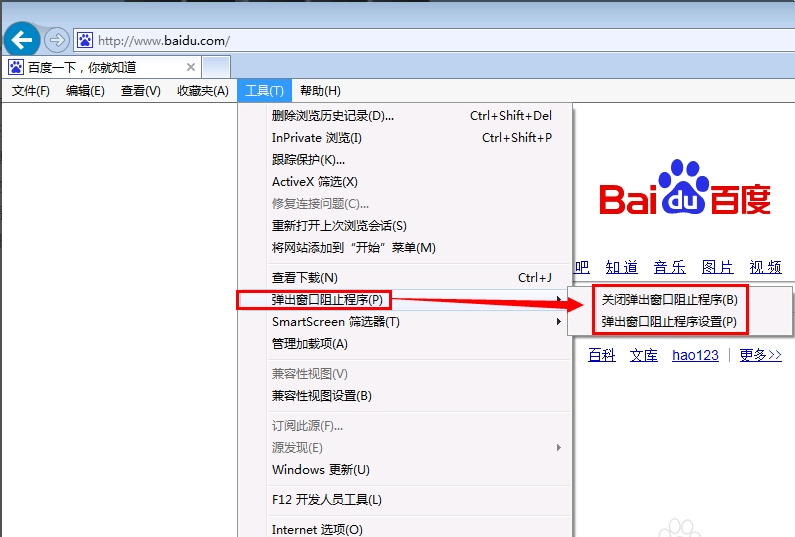 http://www.baidu.com/
百度一下，你就知道
文件(F) 编辑(E) 查看(V) 收藏夹(A) 工具(T) 帮助(H)
删除浏览历史记录(D)... Ctrl+Shift+Del
InPrivate 浏览(I) Ctrl+Shift+P
跟踪保护(K)...
ActiveX 筛选(X)
修复连接问题(C)...
重新打开上次浏览会话(S)
将网站添加到“开始”菜单(M)
Bai du 百度
吧 知道 音乐 图片 视频
查看下载(N) Ctrl+J
弹出窗口阻止程序(P)
关闭弹出窗口阻止程序(B)
弹出窗口阻止程序设置(P)
SmartScreen 筛选器(T)
管理加载项(A)
百科 文库 hao123 | 更多>>
兼容性视图(V)
兼容性视图设置(B)
订阅此源(F)...
源发现(E)
Windows 更新(U)
F12 开发人员工具(L)
Internet 选项(O)